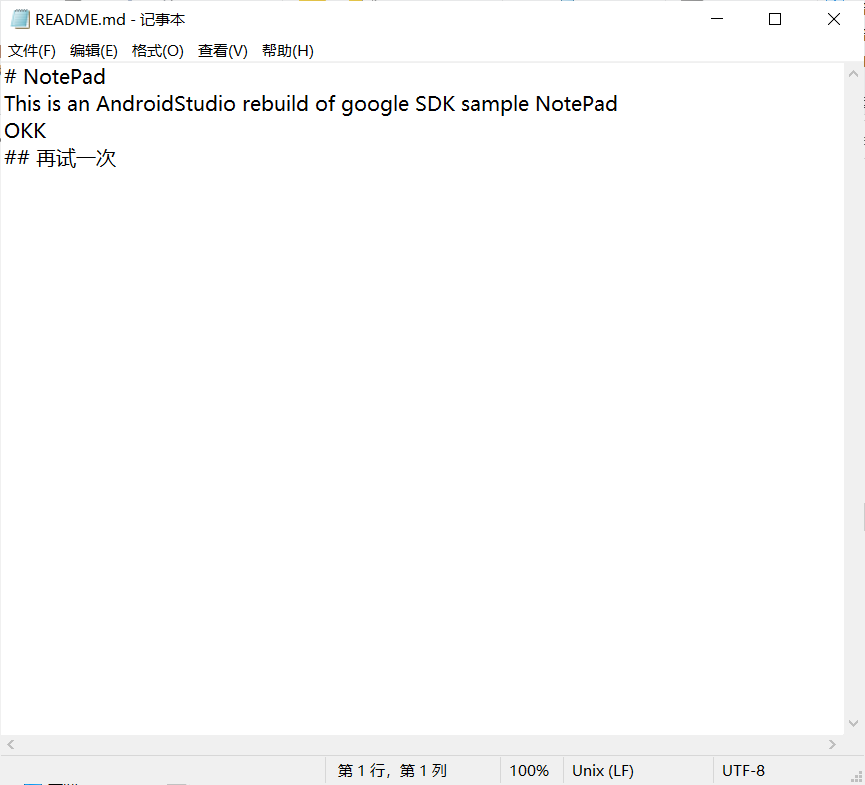 README.md - 记事本
文件(F) 编辑(E) 格式(O) 查看(V) 帮助(H)
# NotePad
This is an AndroidStudio rebuild of google SDK sample NotePad
OKK
## 再试一次
第 1 行，第 1 列 100% Unix (LF) UTF-8